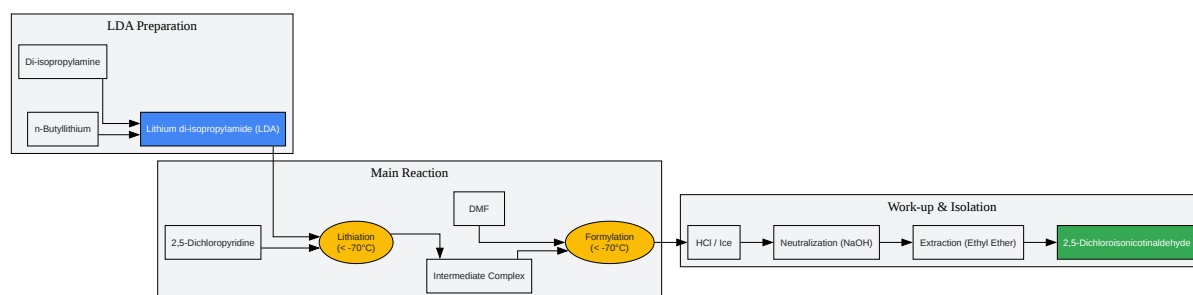 LDA Preparation
Di-isopropylamine
n-Butyllithium
Lithium di-isopropylamide (LDA)
Main Reaction
2,5-Dichloropyridine
Lithiation
(< -70°C)
DMF
Intermediate Complex
Formylation
(< -70°C)
Work-up & Isolation
HCl / Ice
Neutralization (NaOH)
Extraction (Ethyl Ether)
2,5-Dichloroisonicotinaldehyde